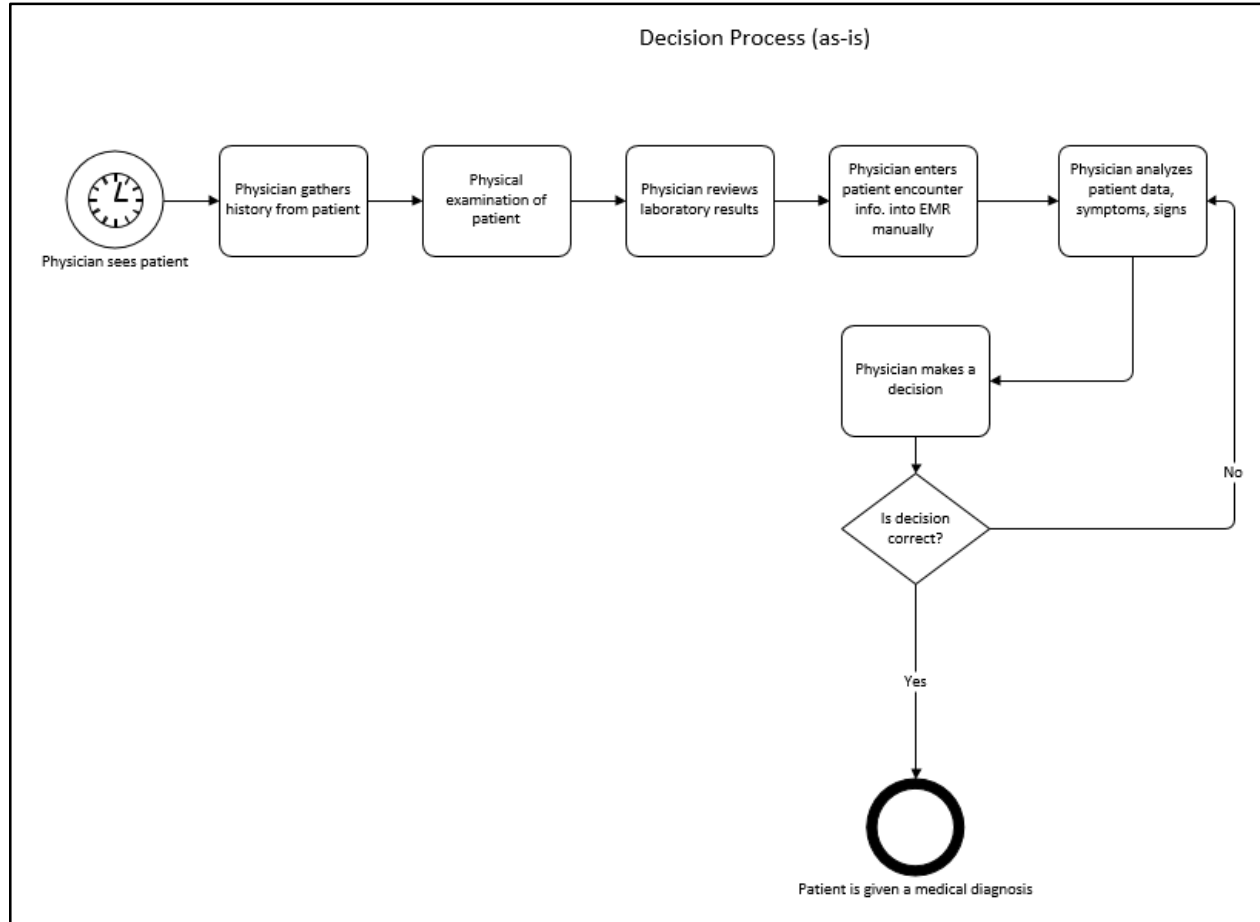 Decision Process (as-is)
Physician sees patient
Physician gathers
history from patient
Physical
examination of
patient
Physician reviews
laboratory results
Physician enters
patient encounter
info. into EMR
manually
Physician analyzes
patient data,
symptoms, signs
Physician makes a
decision
Is decision
correct?
No
Yes
Patient is given a medical diagnosis